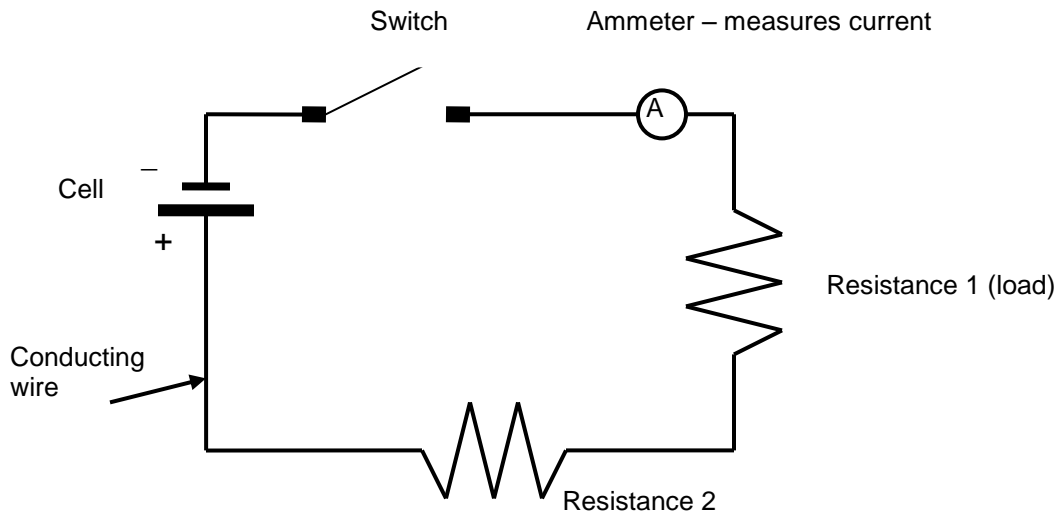 Switch
Ammeter – measures current
A
–
Cell
+
Resistance 1 (load)
Conducting
wire
Resistance 2